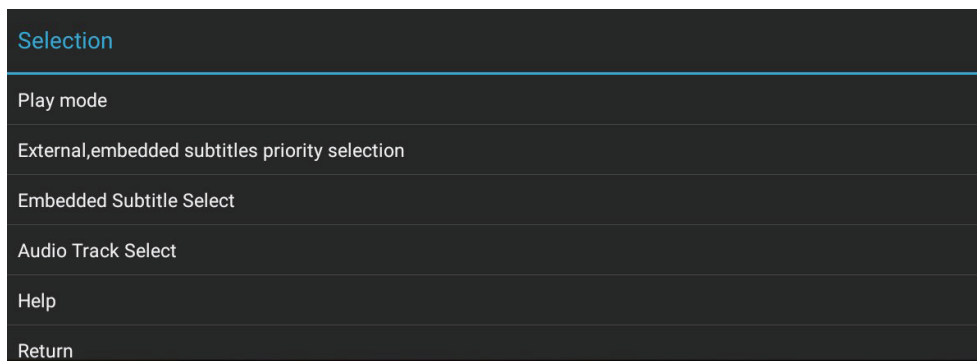 Selection
Play mode
External,embedded subtitles priority selection
Embedded Subtitle Select
Audio Track Select
Help
Return